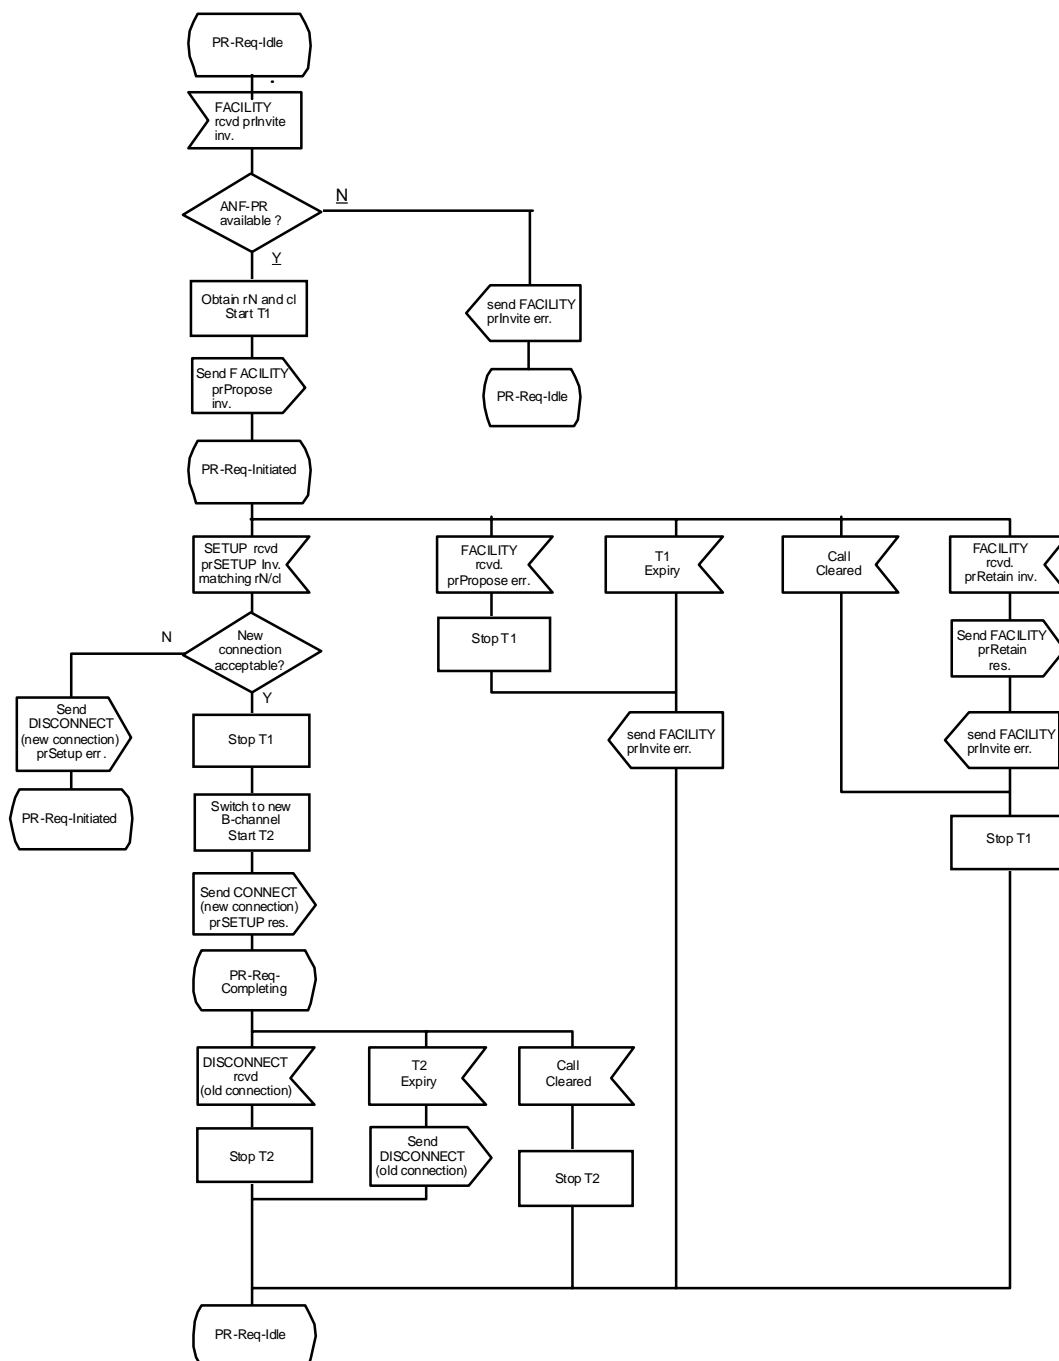 PR-Req-Idle
FACILITY
rcvd prInvite
inv.
ANF-PR
available ?
N
Y
Obtain rN and cl
Start T1
send FACILITY
prInvite err.
Send FACILITY
prPropose
inv.
PR-Req-Idle
PR-Req-Initiated
SETUP rcvd
prSETUP Inv.
matching rN/cl
FACILITY
rcvd.
prPropose err.
T1
Expiry
Call
Cleared
FACILITY
rcvd.
prRetain inv.
N
New
connection
acceptable?
Y
Stop T1
Send FACILITY
prRetain
res.
Send
DISCONNECT
(new connection)
prSetup err .
Stop T1
send FACILITY
prInvite err.
send FACILITY
prInvite err.
PR-Req-Initiated
Switch to new
B-channel
Start T2
Stop T1
Send CONNECT
(new connection)
prSETUP res.
PR-Req-
Completing
DISCONNECT
rcvd
(old connection)
T2
Expiry
Call
Cleared
Stop T2
Send
DISCONNECT
(old connection)
Stop T2
PR-Req-Idle